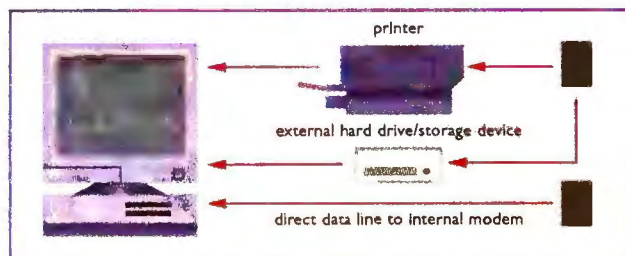 printer
external hard drive/storage device
direct data line to internal modem